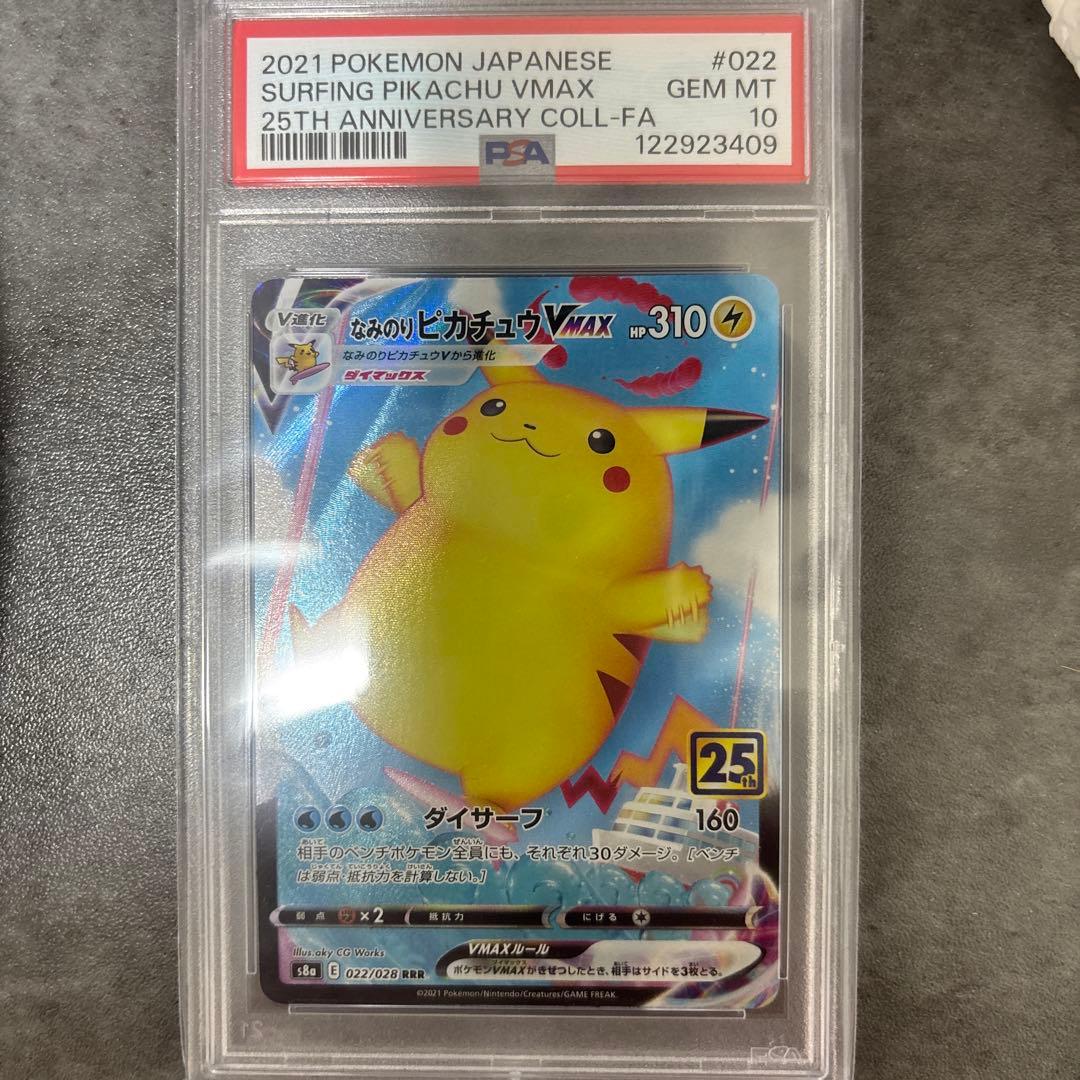 2021 POKEMON JAPANESE #022
SURFING PIKACHU VMAX GEM MT
25TH ANNIVERSARY COLL-FA 10
PSA 122923409
V進化
なみのりピカチュウVMAX HP310
なみのりピカチュウVから進化
ダイマックス
25th
ダイサーフ 160
相手のベンチポケモン全員にも、それぞれ30ダメージ。[ベンチ
は弱点・抵抗力を計算しない。]
弱点 ×2 抵抗力 にげる
Illus.aky CG Works
VMAXルール
s8a E 022/028 RRR
ポケモンVMAXがきぜつしたとき、相手はサイドを3枚とる。
©2021 Pokémon/Nintendo/Creatures/GAME FREAK.